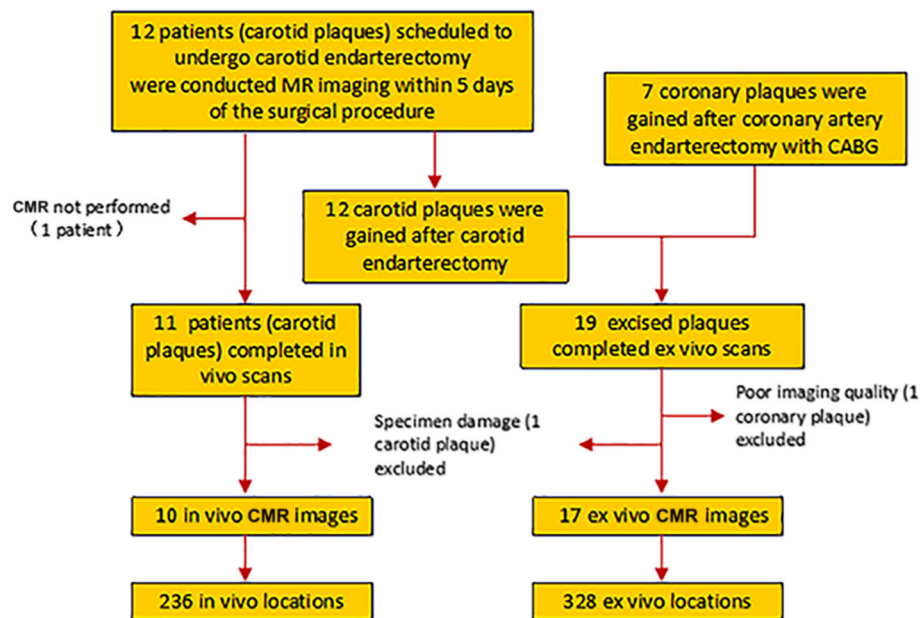 12 patients (carotid plaques) scheduled to
undergo carotid endarterectomy
were conducted MR imaging within 5 days
of the surgical procedure
7 coronary plaques were
gained after coronary artery
endarterectomy with CABG
CMR not performed
(1 patient)
12 carotid plaques were
gained after carotid
endarterectomy
11 patients (carotid
plaques) completed in
vivo scans
19 excised plaques
completed ex vivo scans
Poor imaging quality (1
coronary plaque)
excluded
Specimen damage (1
carotid plaque)
excluded
10 in vivo CMR images
17 ex vivo CMR images
236 in vivo locations
328 ex vivo locations